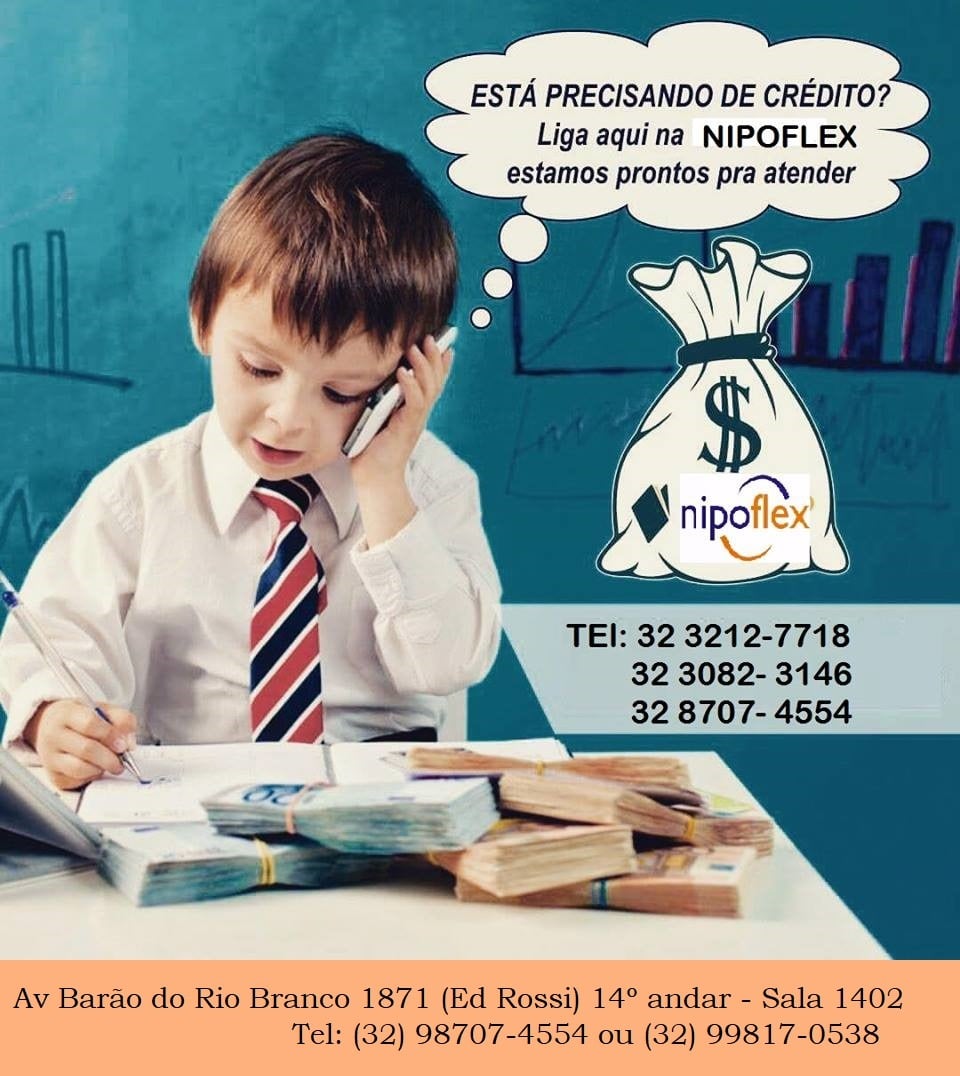 ESTÁ PRECISANDO DE CRÉDITO?
Liga aqui na NIPOFLEX
estamos prontos pra atender
$
nipoflex
TEl: 32 3212-7718
32 3082- 3146
32 8707- 4554
20
Av Barão do Rio Branco 1871 (Ed Rossi) 14º andar - Sala 1402
Tel: (32) 98707-4554 ou (32) 99817-0538